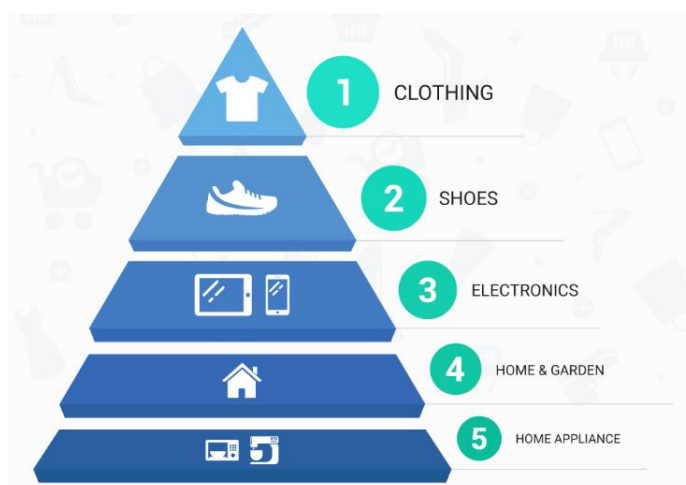 1 CLOTHING
2 SHOES
3 ELECTRONICS
4 HOME & GARDEN
5 HOME APPLIANCE